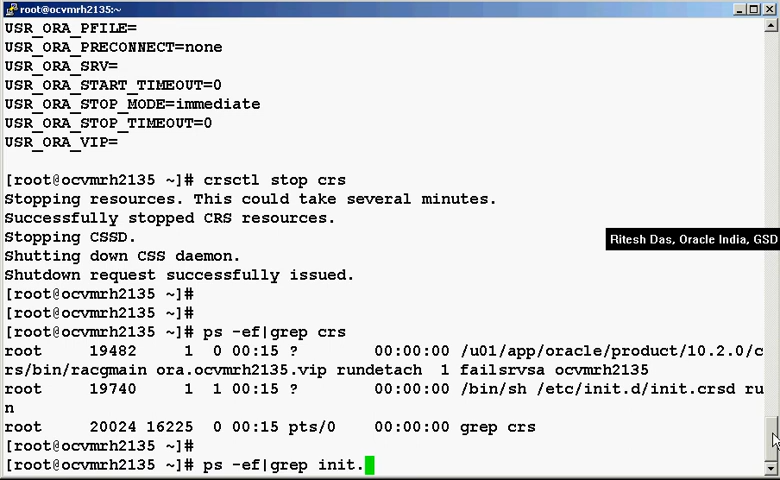 root@ocvmrh2135:~
USR_ORA_PFILE=
USR_ORA_PRECONNECT=none
USR_ORA_SRV=
USR_ORA_START_TIMEOUT=0
USR_ORA_STOP_MODE=immediate
USR_ORA_STOP_TIMEOUT=0
USR_ORA_VIP=
[root@ocvmrh2135 ~]# crsctl stop crs
Stopping resources. This could take several minutes.
Successfully stopped CRS resources.
Stopping CSSD.
Ritesh Das, Oracle India, GSD
Shutting down CSS daemon.
Shutdown request successfully issued.
[root@ocvmrh2135 ~]#
[root@ocvmrh2135 ~]#
[root@ocvmrh2135 ~]# ps -ef|grep crs
root     19482     1  0 00:15 ?        00:00:00 /u01/app/oracle/product/10.2.0/c
rs/bin/racgmain ora.ocvmrh2135.vip rundetach  1 failsrvsa ocvmrh2135
root     19740     1  1 00:15 ?        00:00:00 /bin/sh /etc/init.d/init.crsd ru
n
root     20024 16225  0 00:15 pts/0    00:00:00 grep crs
[root@ocvmrh2135 ~]#
[root@ocvmrh2135 ~]# ps -ef|grep init.